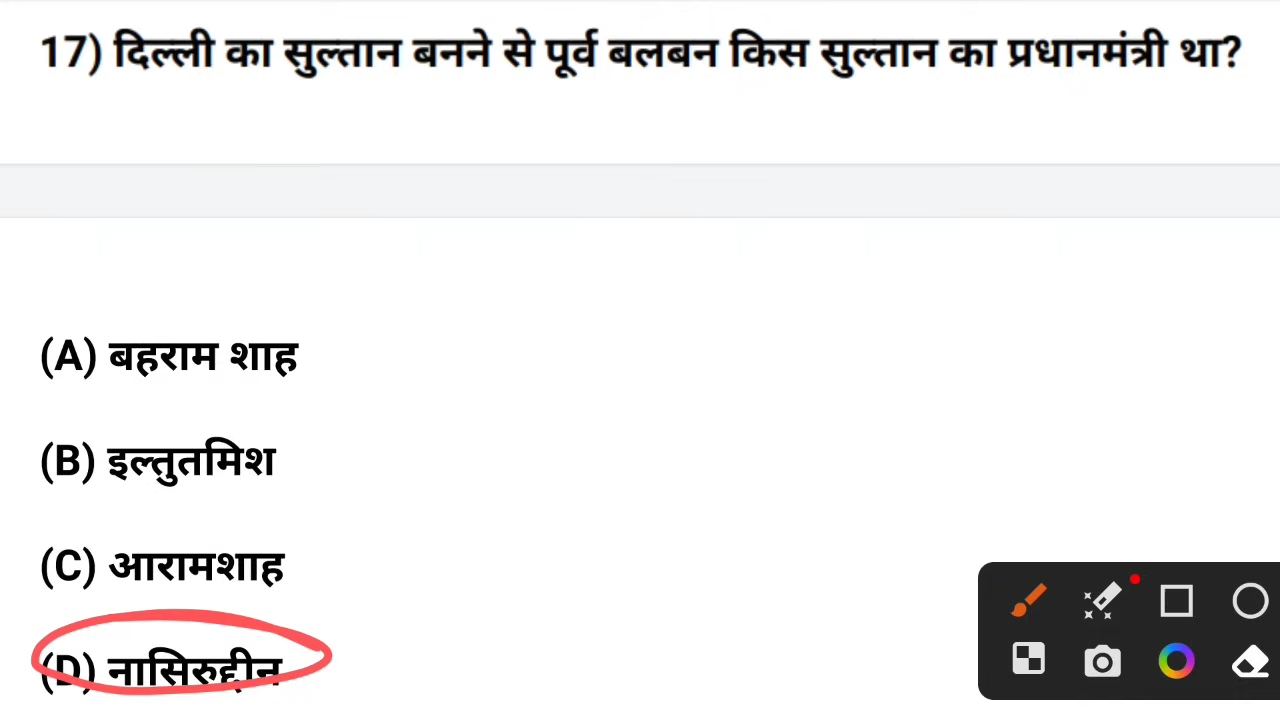 17) दिल्ली का सुल्तान बनने से पूर्व बलबन किस सुल्तान का प्रधानमंत्री था?
(A) बहराम शाह
(B) इल्तुतमिश
(C) आरामशाह
(D) नासिरुद्दीन